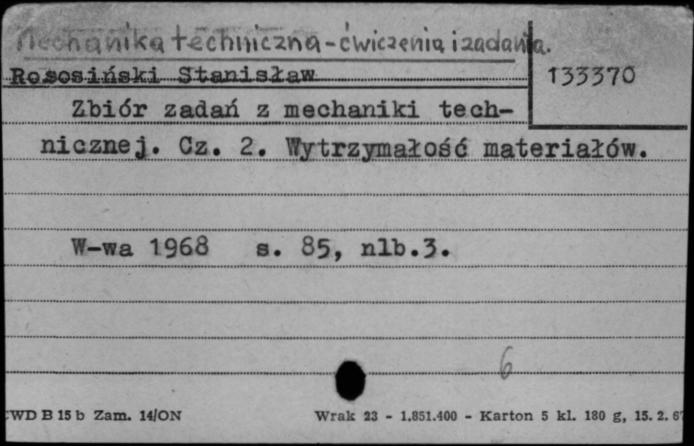 Mechanika techniczna - ćwiczenia i zadania.
Rososiński Stanisław
133370
Zbiór zadań z mechaniki tech-
nicznej. Cz. 2. Wytrzymałość materiałów.
W-wa 1968 s. 85, nlb.3.
6
WD B 15 b Zam. 14/ON
Wrak 23 - 1.851.400 - Karton 5 kl. 180 g, 15. 2. 67